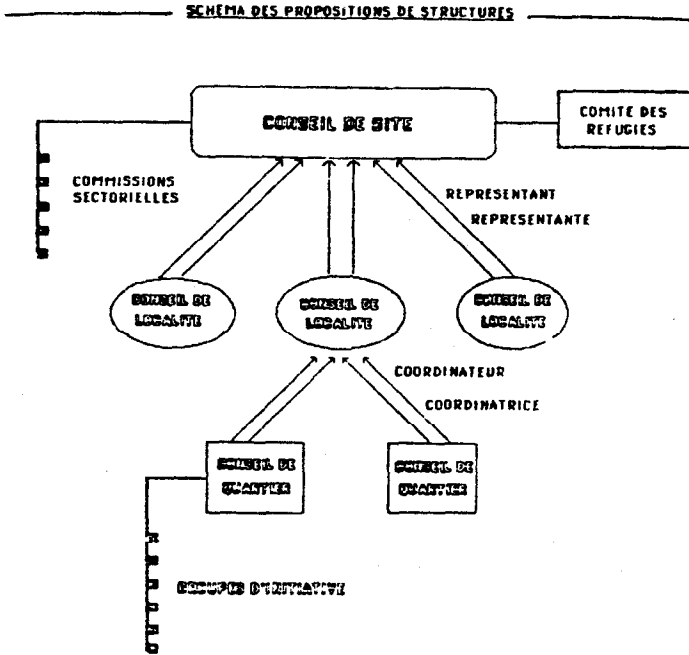 SCHEMA DES PROPOSITIONS DE STRUCTURES
CONSEIL DE SITE
COMITE DES
REFUGIES
COMMISSIONS
SECTORIELLES
REPRESENTANT
REPRESENTANTE
CONSEIL DE
LOCALITE
CONSEIL DE
LOCALITE
CONSEIL DE
LOCALITE
COORDINATEUR
COORDINATRICE
CONSEIL DE
QUARTIER
CONSEIL DE
QUARTIER
GROUPES D'INITIATIVE